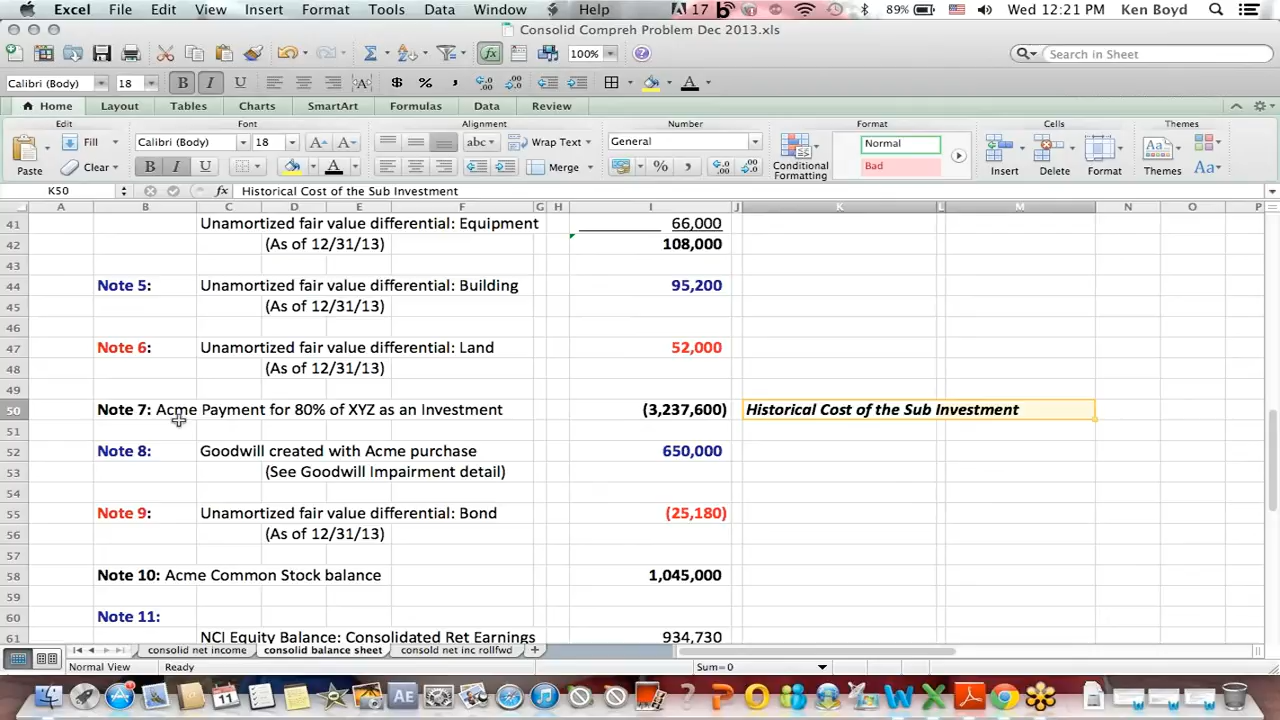 Excel File Edit View Insert Format Tools Data Window Help 17 89% Wed 12:21 PM Ken Boyd
Consolid Compreh Problem Dec 2013.xls
100% Search in Sheet
Calibri (Body) 18 B I U $ % ,
Home Layout Tables Charts SmartArt Formulas Data Review
Edit Font Alignment Number Format Cells Themes
Fill Calibri (Body) 18 A A abc Wrap Text General Normal
Paste Clear B I U A Merge % , Conditional Formatting Bad Insert Delete Format Themes Aa
K50 fx Historical Cost of the Sub Investment
A B C D E F G H I J K L M N O P
41 Unamortized fair value differential: Equipment 66,000
42 (As of 12/31/13) 108,000
43
44 Note 5: Unamortized fair value differential: Building 95,200
45 (As of 12/31/13)
46
47 Note 6: Unamortized fair value differential: Land 52,000
48 (As of 12/31/13)
49
50 Note 7: Acme Payment for 80% of XYZ as an Investment (3,237,600) Historical Cost of the Sub Investment
51
52 Note 8: Goodwill created with Acme purchase 650,000
53 (See Goodwill Impairment detail)
54
55 Note 9: Unamortized fair value differential: Bond (25,180)
56 (As of 12/31/13)
57
58 Note 10: Acme Common Stock balance 1,045,000
59
60 Note 11:
61 NCI Equity Balance: Consolidated Ret Earnings 934,730
consolid net income consolid balance sheet consold net inc rollfwd
Normal View Ready Sum=0